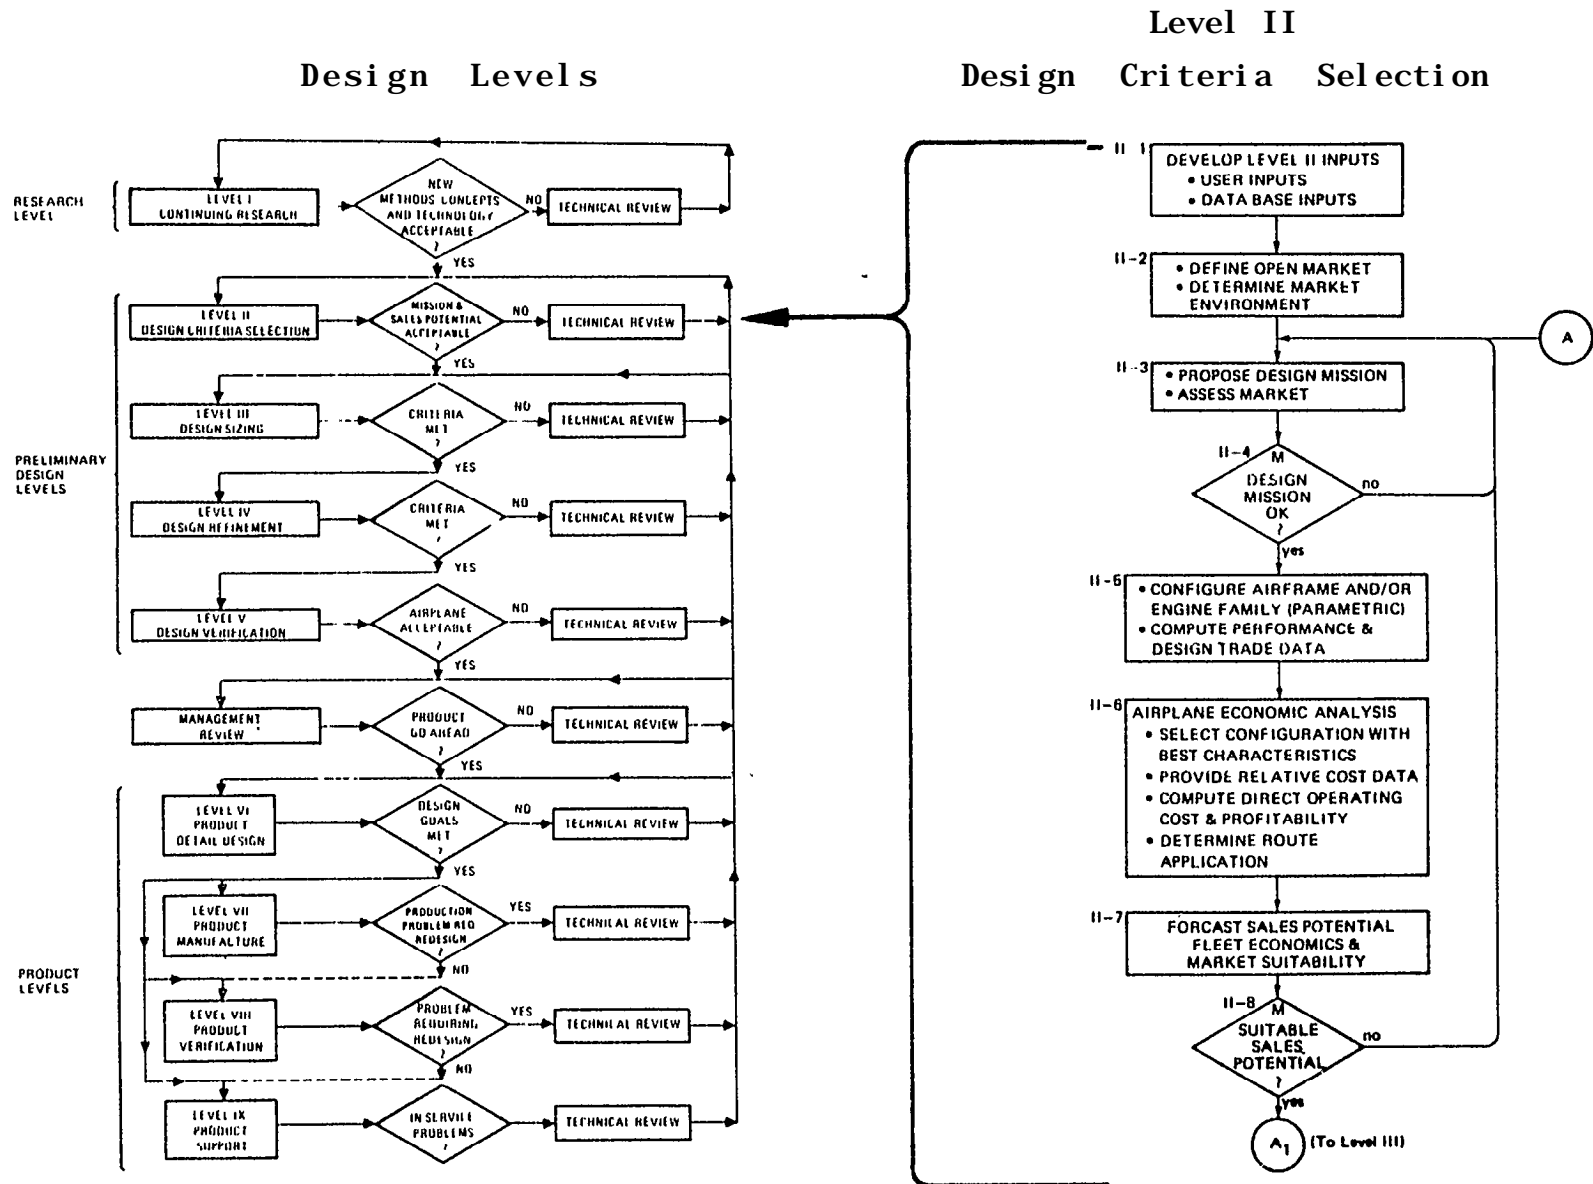 Design Levels
RESEARCH
LEVEL
LEVEL I
CONTINUING RESEARCH
NEW
METHODS CONCEPTS
AND TECHNOLOGY
ACCEPTABLE
?
NO
TECHNICAL REVIEW
YES
PRELIMINARY
DESIGN
LEVELS
LEVEL II
DESIGN CRITERIA SELECTION
MISSION &
SALES POTENTIAL
ACCEPTABLE
?
NO
TECHNICAL REVIEW
YES
LEVEL III
DESIGN SIZING
CRITERIA
MET
?
NO
TECHNICAL REVIEW
YES
LEVEL IV
DESIGN REFINEMENT
CRITERIA
MET
?
NO
TECHNICAL REVIEW
YES
LEVEL V
DESIGN VERIFICATION
AIRPLANE
ACCEPTABLE
?
NO
TECHNICAL REVIEW
YES
MANAGEMENT
REVIEW
PRODUCT
GO AHEAD
?
NO
TECHNICAL REVIEW
YES
PRODUCT
LEVELS
LEVEL VI
PRODUCT
DETAIL DESIGN
DESIGN
GOALS
MET
?
NO
TECHNICAL REVIEW
YES
LEVEL VII
PRODUCT
MANUFACTURE
PRODUCTION
PROBLEM REQ
REDESIGN
?
YES
TECHNICAL REVIEW
NO
LEVEL VIII
PRODUCT
VERIFICATION
PROBLEM
REQUIRING
REDESIGN
?
YES
TECHNICAL REVIEW
NO
LEVEL IX
PRODUCT
SUPPORT
IN SERVICE
PROBLEMS
?
TECHNICAL REVIEW
Level II
Design Criteria Selection
II-1
DEVELOP LEVEL II INPUTS
• USER INPUTS
• DATA BASE INPUTS
II-2
• DEFINE OPEN MARKET
• DETERMINE MARKET
ENVIRONMENT
A
II-3
• PROPOSE DESIGN MISSION
• ASSESS MARKET
II-4
M
DESIGN
MISSION
OK
?
no
yes
II-5
• CONFIGURE AIRFRAME AND/OR
ENGINE FAMILY (PARAMETRIC)
• COMPUTE PERFORMANCE &
DESIGN TRADE DATA
II-6
AIRPLANE ECONOMIC ANALYSIS
• SELECT CONFIGURATION WITH
BEST CHARACTERISTICS
• PROVIDE RELATIVE COST DATA
• COMPUTE DIRECT OPERATING
COST & PROFITABILITY
• DETERMINE ROUTE
APPLICATION
II-7
FORCAST SALES POTENTIAL
FLEET ECONOMICS &
MARKET SUITABILITY
II-8
M
SUITABLE
SALES
POTENTIAL
?
no
yes
A1 (To Level III)